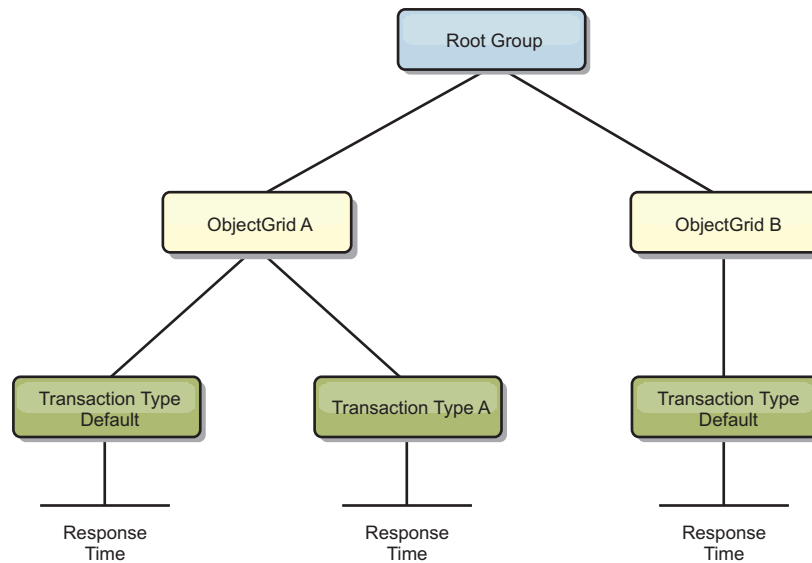 Root Group
ObjectGrid A
ObjectGrid B
Transaction Type
Default
Transaction Type A
Transaction Type
Default
Response
Time
Response
Time
Response
Time